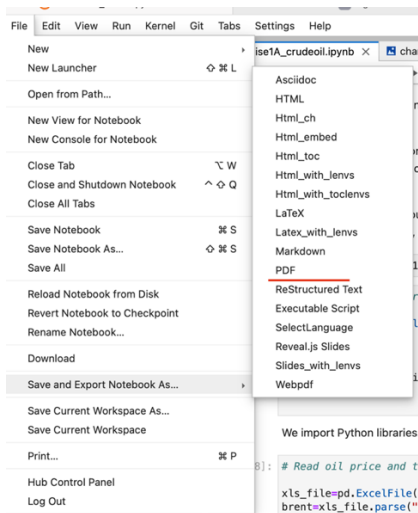 File Edit View Run Kernel Git Tabs Settings Help
New
New Launcher ⇧ ⌘ L
Open from Path...
New View for Notebook
New Console for Notebook
Close Tab ⌥ W
Close and Shutdown Notebook ^ ⇧ Q
Close All Tabs
Save Notebook ⌘ S
Save Notebook As... ⇧ ⌘ S
Save All
Reload Notebook from Disk
Revert Notebook to Checkpoint
Rename Notebook...
Download
Save and Export Notebook As...
Save Current Workspace As...
Save Current Workspace
Print... ⌘ P
Hub Control Panel
Log Out
ise1A_crudeoil.ipynb × cha
Asciidoc
HTML
Html_ch
Html_embed
Html_toc
Html_with_lenvs
Html_with_toclenvs
LaTeX
Latex_with_lenvs
Markdown
PDF
ReStructured Text
Executable Script
SelectLanguage
Reveal.js Slides
Slides_with_lenvs
Webpdf
We import Python libraries
8]: # Read oil price and t
xls_file=pd.ExcelFile(
brent=xls_file.parse("